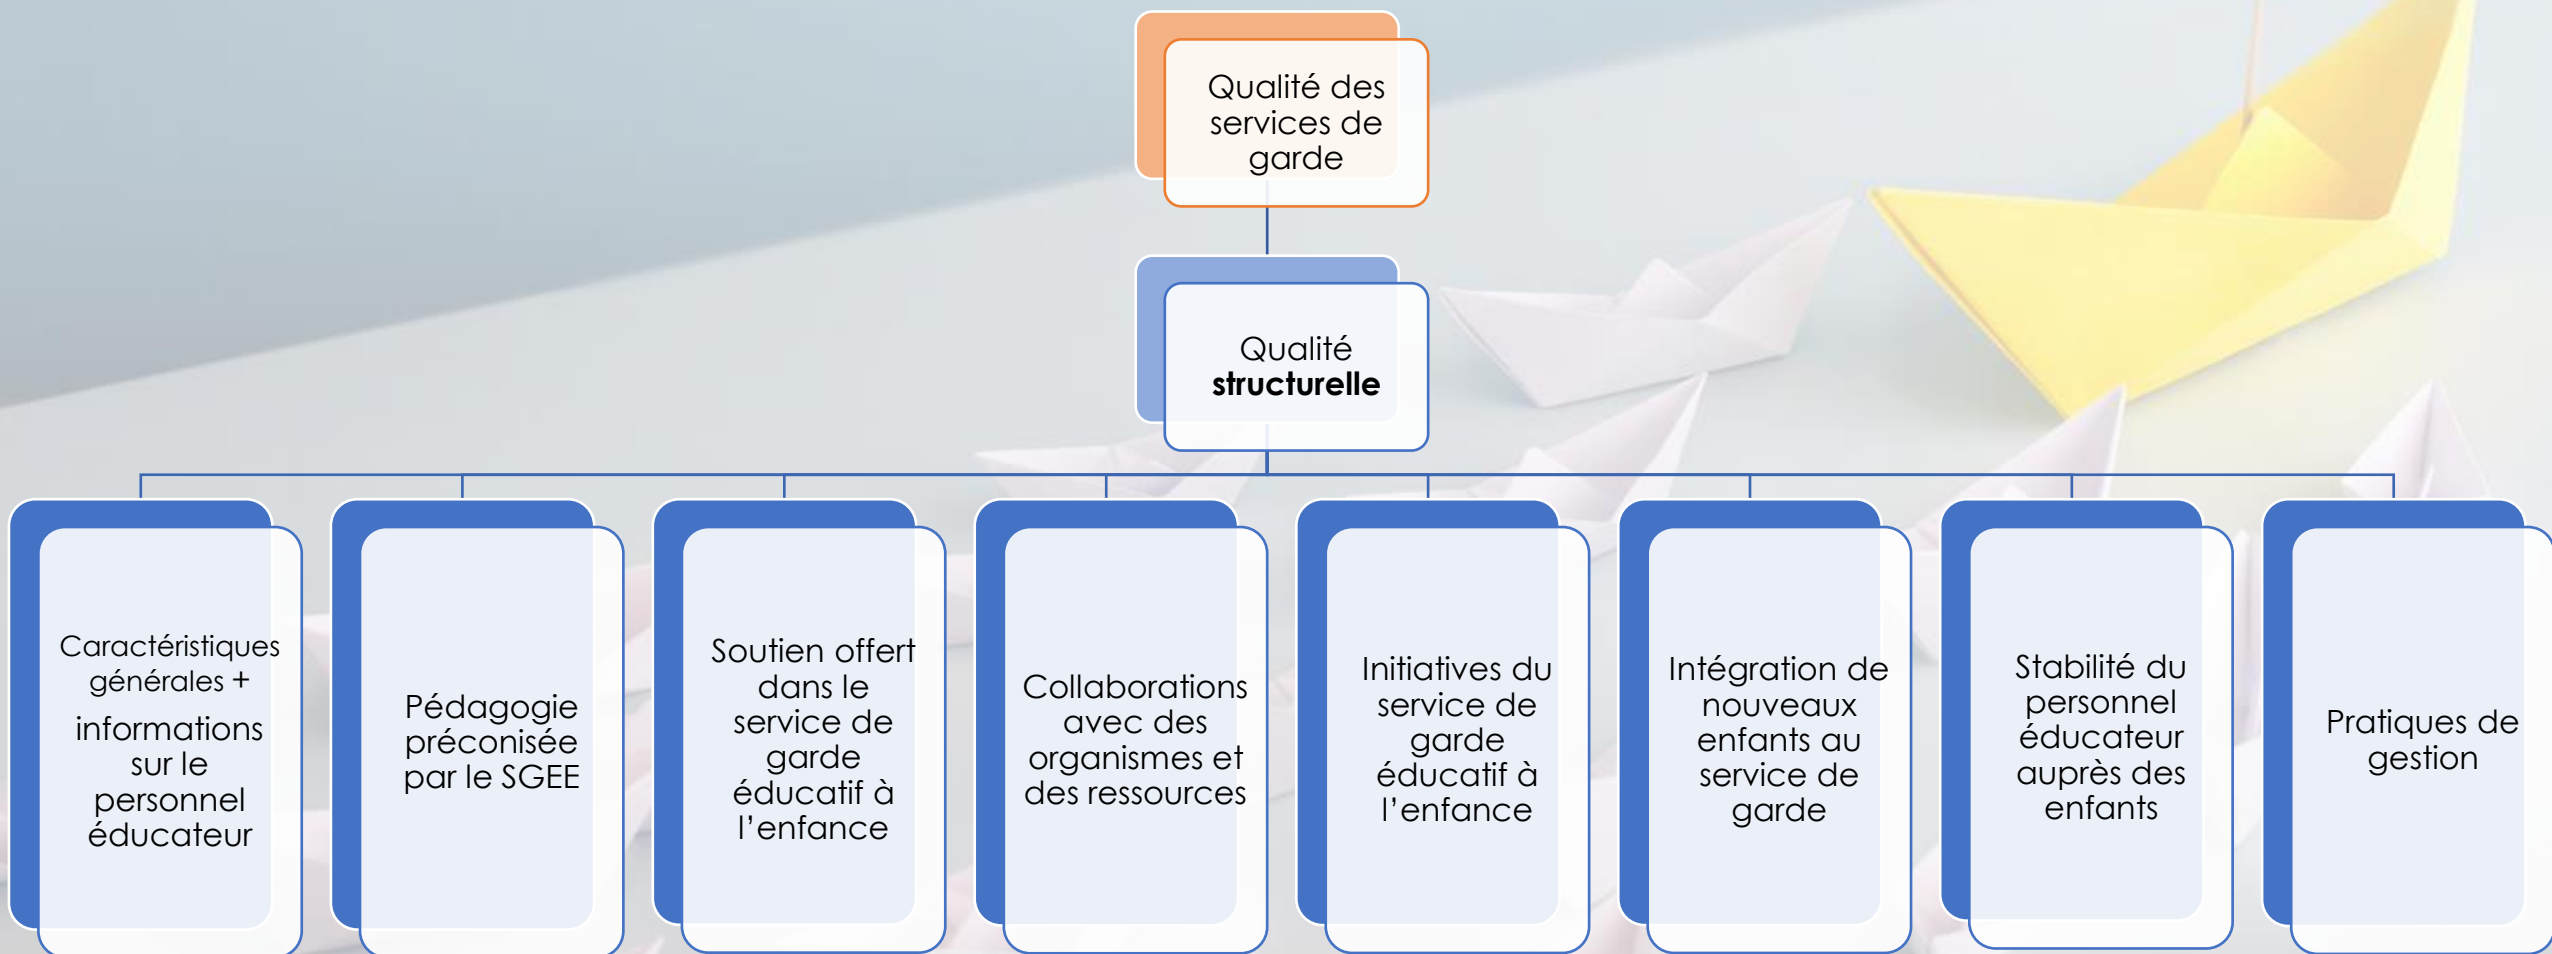 Qualité des
services de
garde
Qualité
structurelle
Caractéristiques
générales +
informations
sur le
personnel
éducateur
Pédagogie
préconisée
par le SGEE
Soutien offert
dans le
service de
garde
éducatif à
l’enfance
Collaborations
avec des
organismes et
des ressources
Initiatives du
service de
garde
éducatif à
l’enfance
Intégration de
nouveaux
enfants au
service de
garde
Stabilité du
personnel
éducateur
auprès des
enfants
Pratiques de
gestion